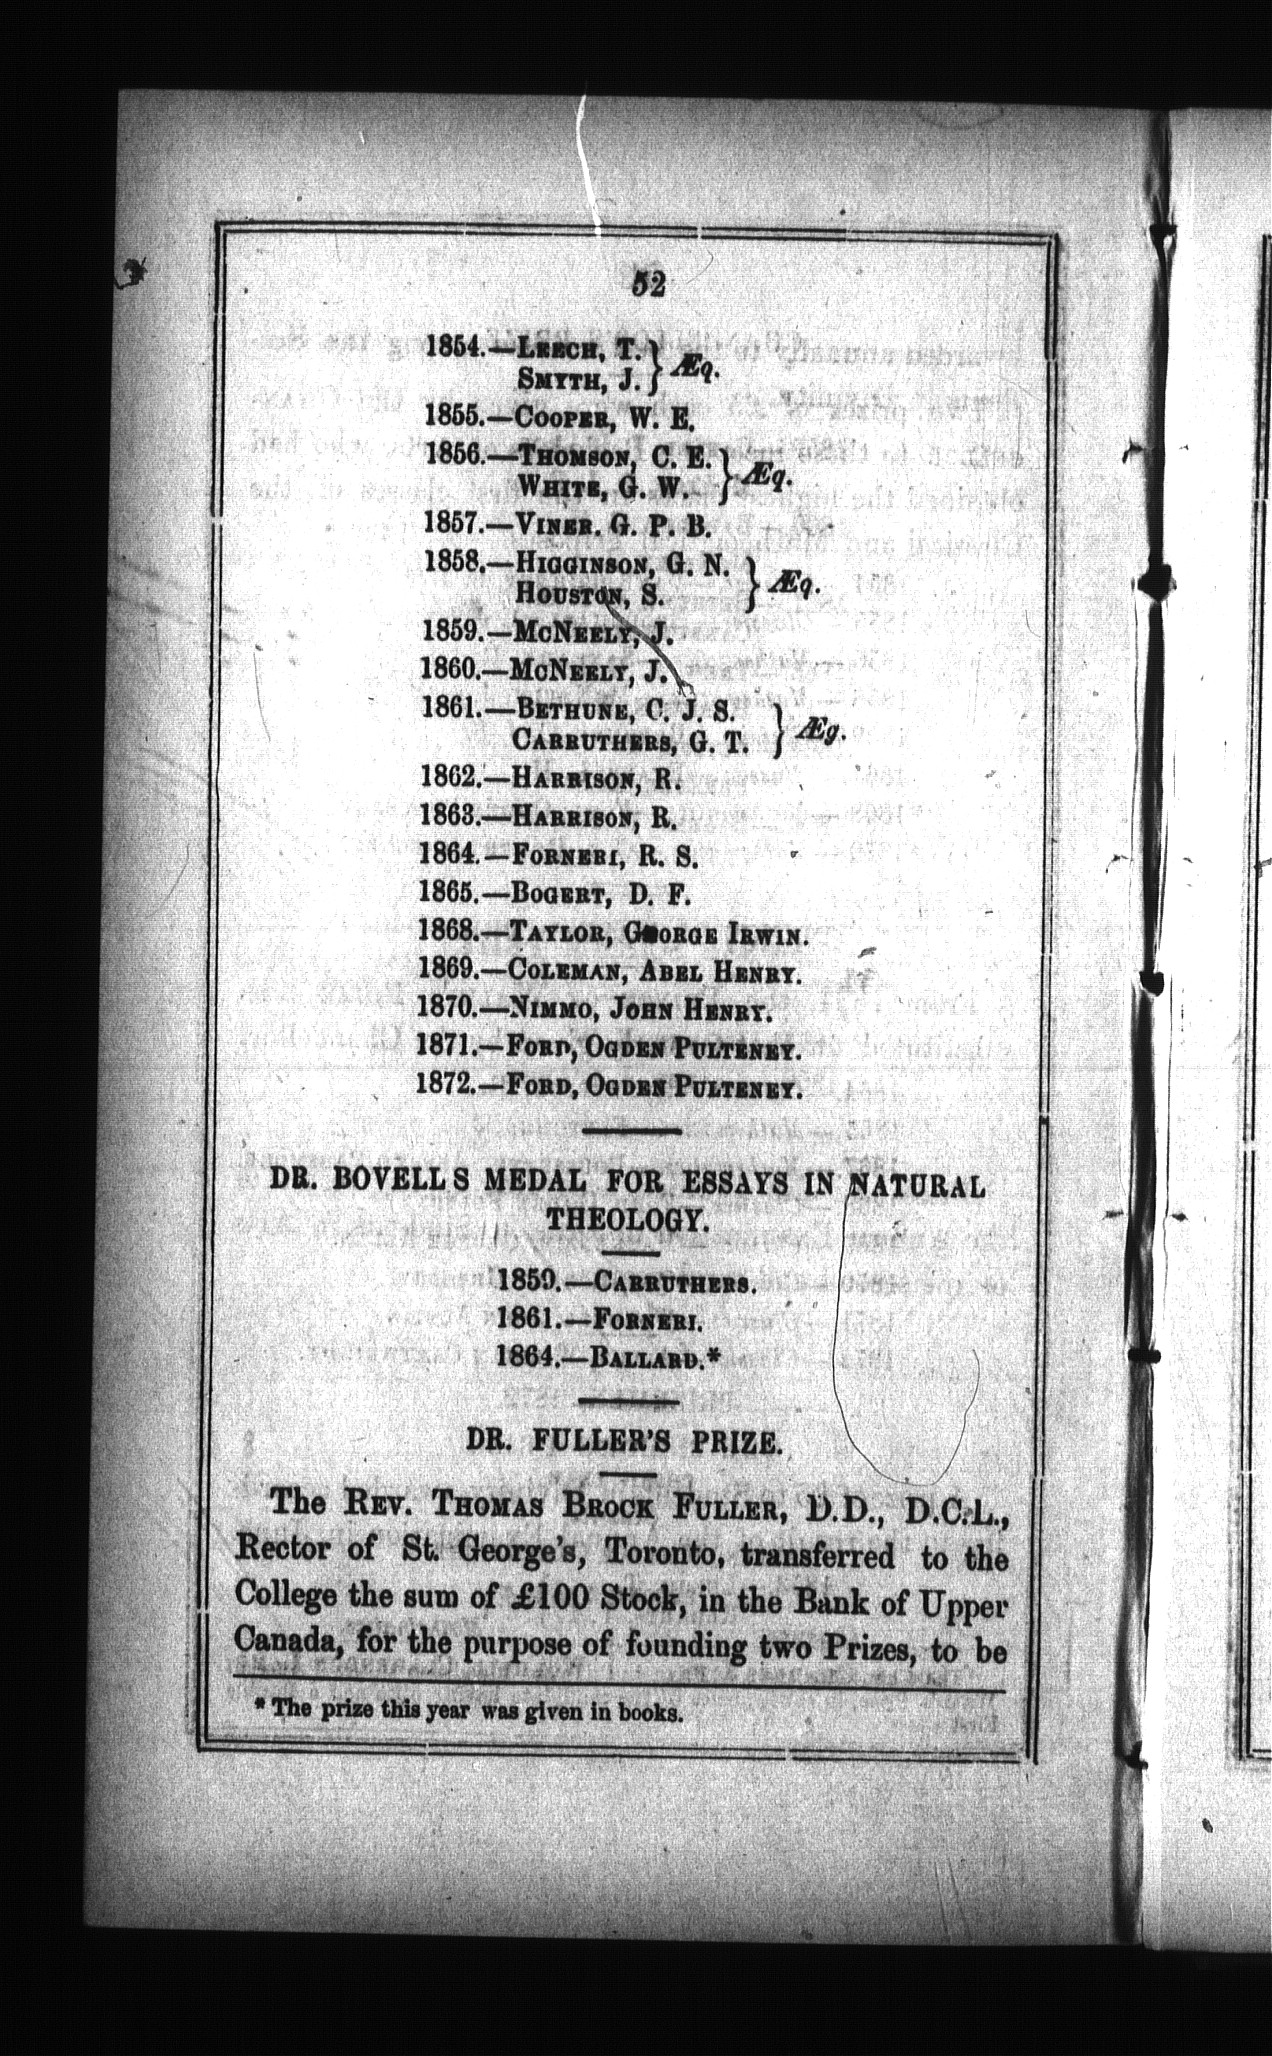 52
1854.—LEECH, T. } Æq.
SMYTH, J.
1855.—COOPER, W. E.
1856.—THOMSON, C. E. } Æq.
WHITE, G. W.
1857.—VINER. G. P. B.
1858.—HIGGINSON, G. N. } Æq.
HOUSTON, S.
1859.—MCNEELY, J.
1860.—MCNEELY, J.
1861.—BETHUNE, C. J. S. } Æq.
CARRUTHERS, G. T.
1862.—HARRISON, R.
1863.—HARRISON, R.
1864.—FORNERI, R. S.
1865.—BOGERT, D. F.
1868.—TAYLOR, GEORGE IRWIN.
1869.—COLEMAN, ABEL HENRY.
1870.—NIMMO, JOHN HENRY.
1871.—FORD, OGDEN PULTENEY.
1872.—FORD, OGDEN PULTENEY.
DR. BOVELL S MEDAL FOR ESSAYS IN NATURAL
THEOLOGY.
1859.—CARRUTHERS.
1861.—FORNERI.
1864.—BALLARD.*
DR. FULLER'S PRIZE.
The REV. THOMAS BROCK FULLER, D.D., D.C.L.,
Rector of St. George's, Toronto, transferred to the
College the sum of £100 Stock, in the Bank of Upper
Canada, for the purpose of founding two Prizes, to be
* The prize this year was given in books.